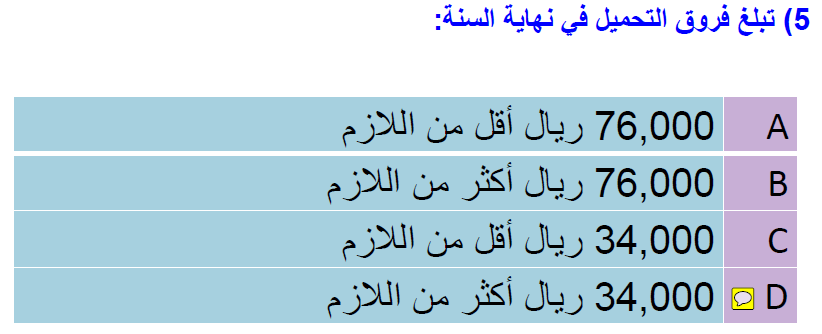 5) تبلغ فروق التحميل في نهاية السنة:
A 76,000 ريال أقل من اللازم
B 76,000 ريال أكثر من اللازم
C 34,000 ريال أقل من اللازم
D 34,000 ريال أكثر من اللازم